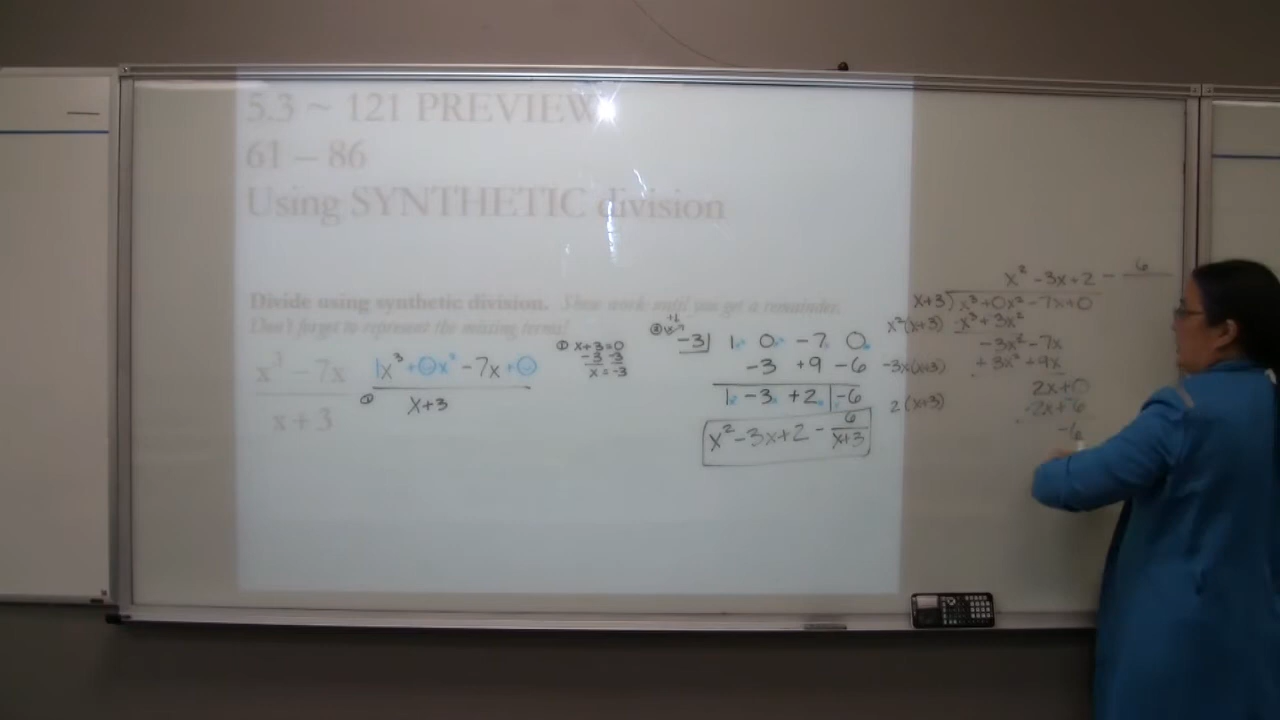 5.3 ~ 121 PREVIEW
61 – 86
Using SYNTHETIC division
Divide using synthetic division. Show work until you get a remainder.
Don't forget to represent the missing terms!
x³ − 7x
x + 3
1x³ + 0x² − 7x + 0
x+3
① x+3=0
−3 −3
x = −3
−3| 1 0 −7 0
−3 +9 −6
1 −3 +2 |−6
x² − 3x + 2 − 6/x+3
x² − 3x + 2 − 6
x+3) x³ + 0x² − 7x + 0
x²(x+3) x³ + 3x²
−3x² − 7x
−3x(x+3) + 3x² + 9x
2x + 0
2(x+3) 2x + 6
−6